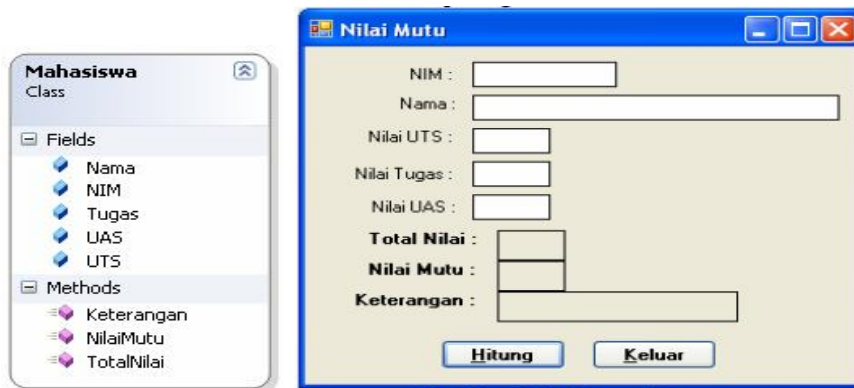 Mahasiswa
Class
Fields
Nama
NIM
Tugas
UAS
UTS
Methods
Keterangan
NilaiMutu
TotalNilai
Nilai Mutu
NIM :
Nama :
Nilai UTS :
Nilai Tugas :
Nilai UAS :
Total Nilai :
Nilai Mutu :
Keterangan :
Hitung
Keluar